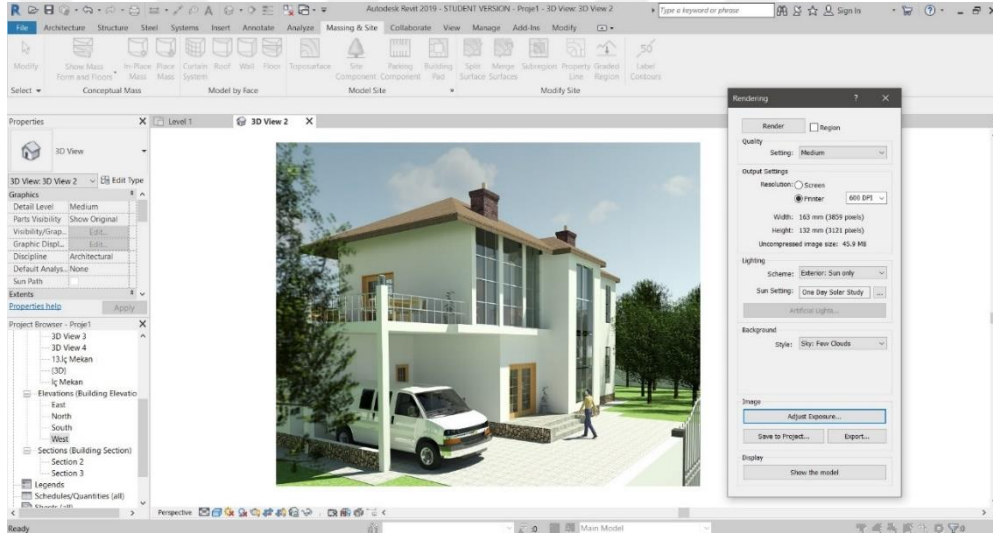 Autodesk Revit 2019 - STUDENT VERSION - Proje1 - 3D View: 3D View 2
Type a keyword or phrase
Sign In
File Architecture Structure Steel Systems Insert Annotate Analyze Massing & Site Collaborate View Manage Add-Ins Modify
Modify
Show Mass Form and Floors
In-Place Mass
Place Mass
Curtain System
Roof
Wall
Floor
Toposurface
Site Component
Parking Component
Building Pad
Split Surface
Merge Surfaces
Subregion
Property Line
Graded Region
Label Contours
Select
Conceptual Mass
Model by Face
Model Site
Modify Site
Properties
Level 1
3D View 2
3D View
3D View: 3D View 2
Edit Type
Graphics
Detail Level Medium
Parts Visibility Show Original
Visibility/Grap... Edit...
Graphic Displ... Edit...
Discipline Architectural
Default Analys... None
Sun Path
Extents
Properties help
Apply
Project Browser - Proje1
3D View 3
3D View 4
13.İç Mekan
{3D}
İç Mekan
Elevations (Building Elevatio
East
North
South
West
Sections (Building Section)
Section 2
Section 3
Legends
Schedules/Quantities (all)
Sheets (all)
Perspective
Ready
:0
Main Model
:0
Rendering
Render
Region
Quality
Setting: Medium
Output Settings
Resolution: Screen
Printer 600 DPI
Width: 163 mm (3859 pixels)
Height: 132 mm (3121 pixels)
Uncompressed image size: 45.9 MB
Lighting
Scheme: Exterior: Sun only
Sun Setting: One Day Solar Study ...
Artificial Lights...
Background
Style: Sky: Few Clouds
Image
Adjust Exposure...
Save to Project...
Export...
Display
Show the model